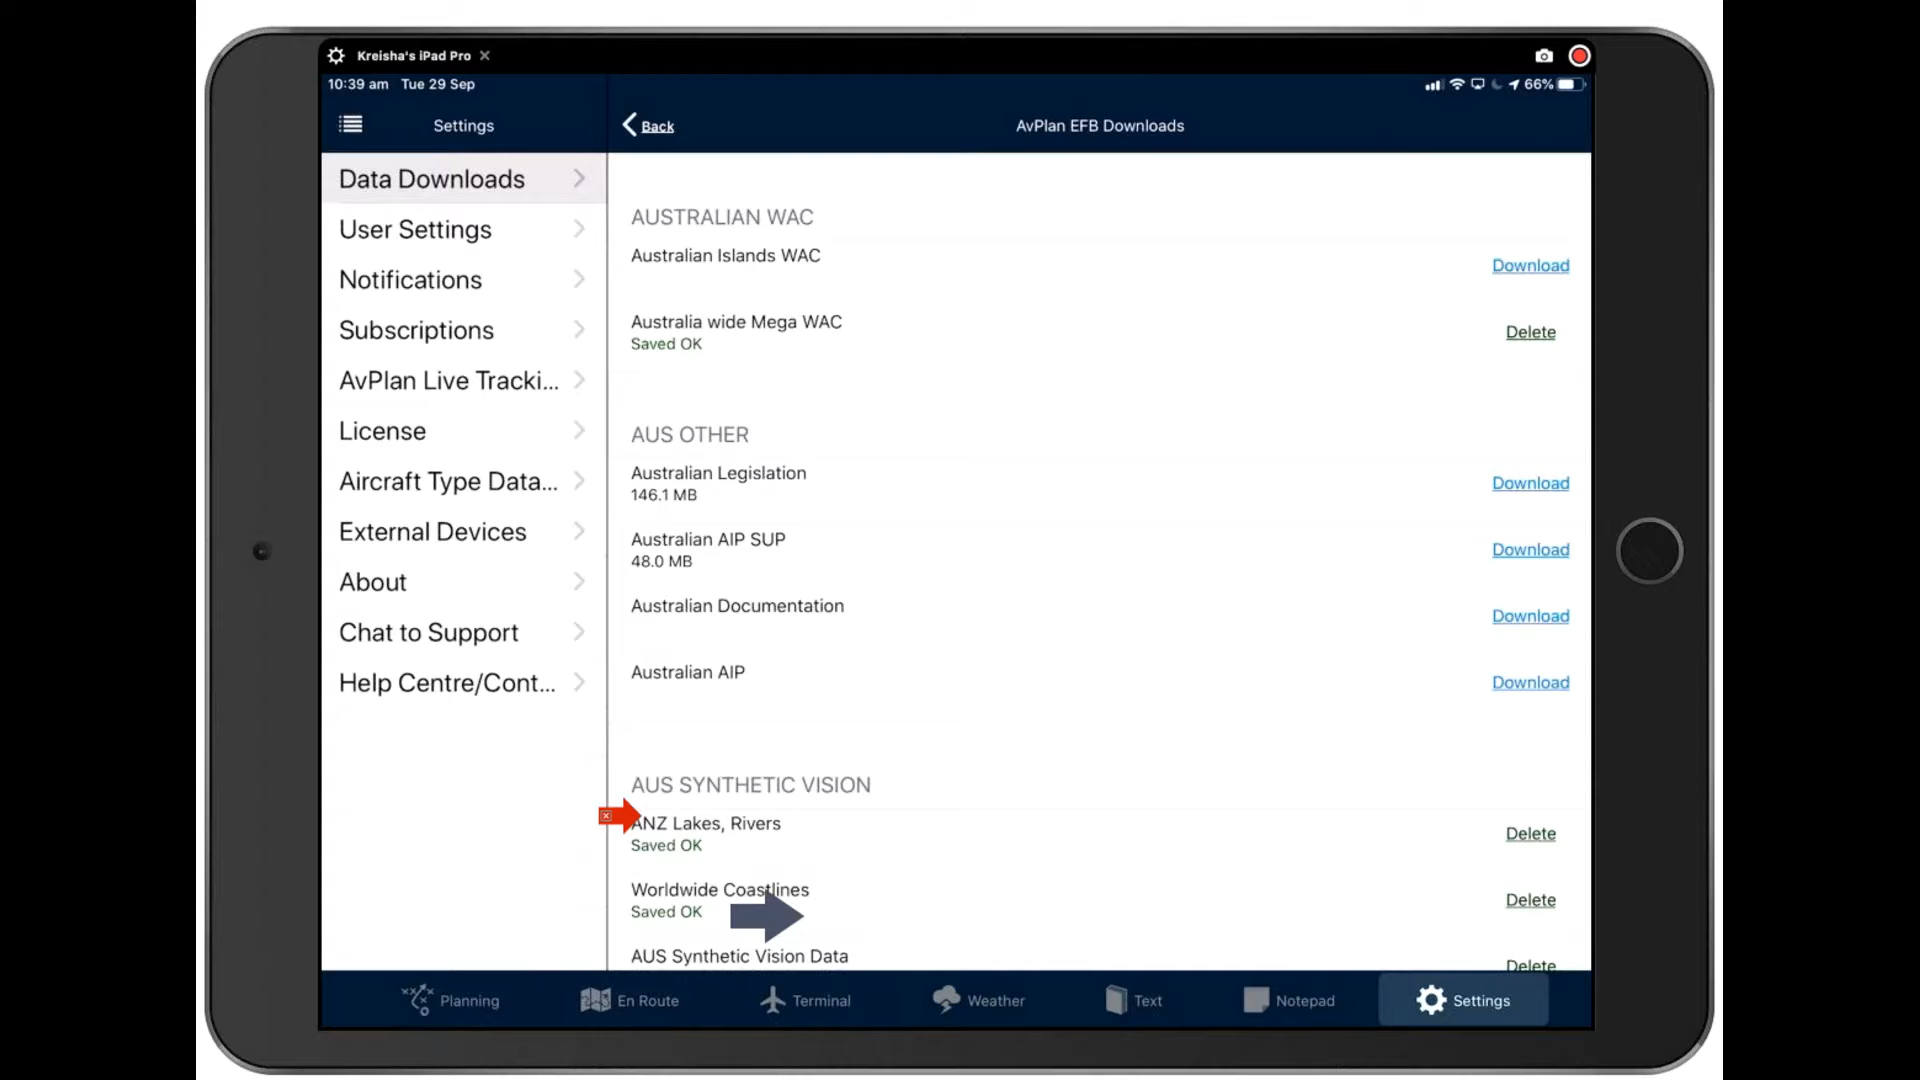 Kreisha's iPad Pro
10:39 am Tue 29 Sep
66%
Settings
Back
AvPlan EFB Downloads
Data Downloads
User Settings
Notifications
Subscriptions
AvPlan Live Tracki...
License
Aircraft Type Data...
External Devices
About
Chat to Support
Help Centre/Cont...
AUSTRALIAN WAC
Australian Islands WAC
Download
Australia wide Mega WAC
Saved OK
Delete
AUS OTHER
Australian Legislation
146.1 MB
Download
Australian AIP SUP
48.0 MB
Download
Australian Documentation
Download
Australian AIP
Download
AUS SYNTHETIC VISION
ANZ Lakes, Rivers
Saved OK
Delete
Worldwide Coastlines
Saved OK
Delete
AUS Synthetic Vision Data
Delete
Planning
En Route
Terminal
Weather
Text
Notepad
Settings